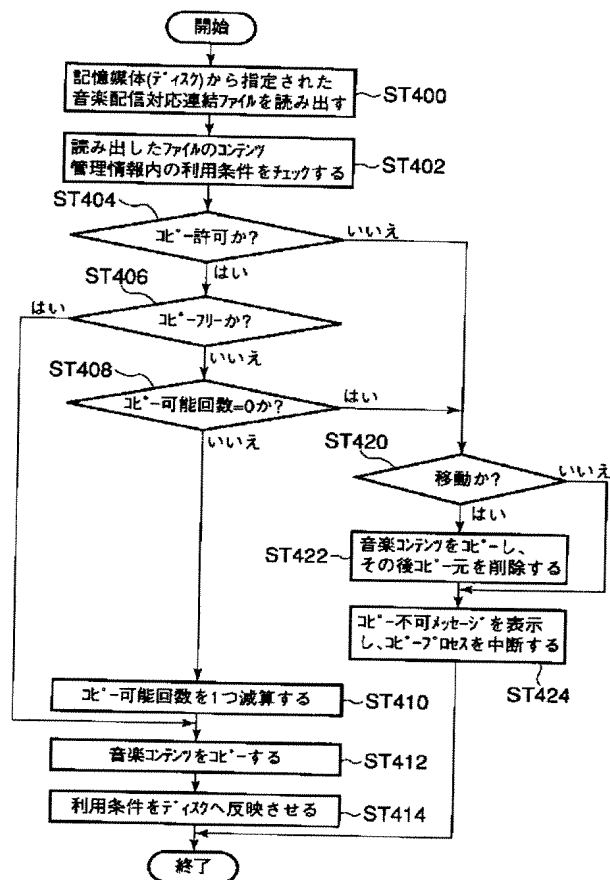 開始
記憶媒体(ディスク)から指定された
音楽配信対応連結ファイルを読み出す
ST400
読み出したファイルのコンテンツ
管理情報内の利用条件をチェックする
ST402
ST404
コピー許可か?
いいえ
はい
ST406
はい
コピーフリーか?
いいえ
ST408
コピー可能回数=0か?
はい
いいえ
ST420
移動か?
いいえ
はい
ST422
音楽コンテンツをコピーし、
その後コピー元を削除する
コピー不可メッセージを表示
し、コピープロセスを中断する
ST424
コピー可能回数を1つ減算する
ST410
音楽コンテンツをコピーする
ST412
利用条件をディスクへ反映させる
ST414
終了